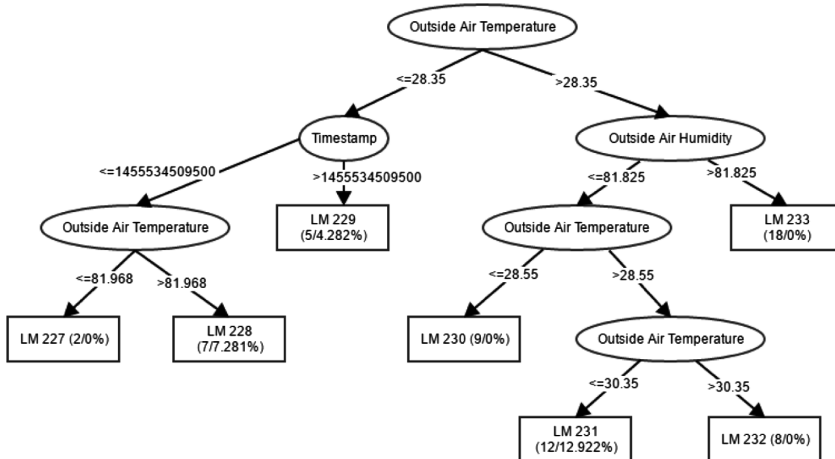 Outside Air Temperature
<=28.35
>28.35
Timestamp
Outside Air Humidity
<=1455534509500
>1455534509500
<=81.825
>81.825
Outside Air Temperature
LM 229
(5/4.282%)
Outside Air Temperature
LM 233
(18/0%)
<=81.968
>81.968
<=28.55
>28.55
LM 227 (2/0%)
LM 228
(7/7.281%)
LM 230 (9/0%)
Outside Air Temperature
<=30.35
>30.35
LM 231
(12/12.922%)
LM 232 (8/0%)